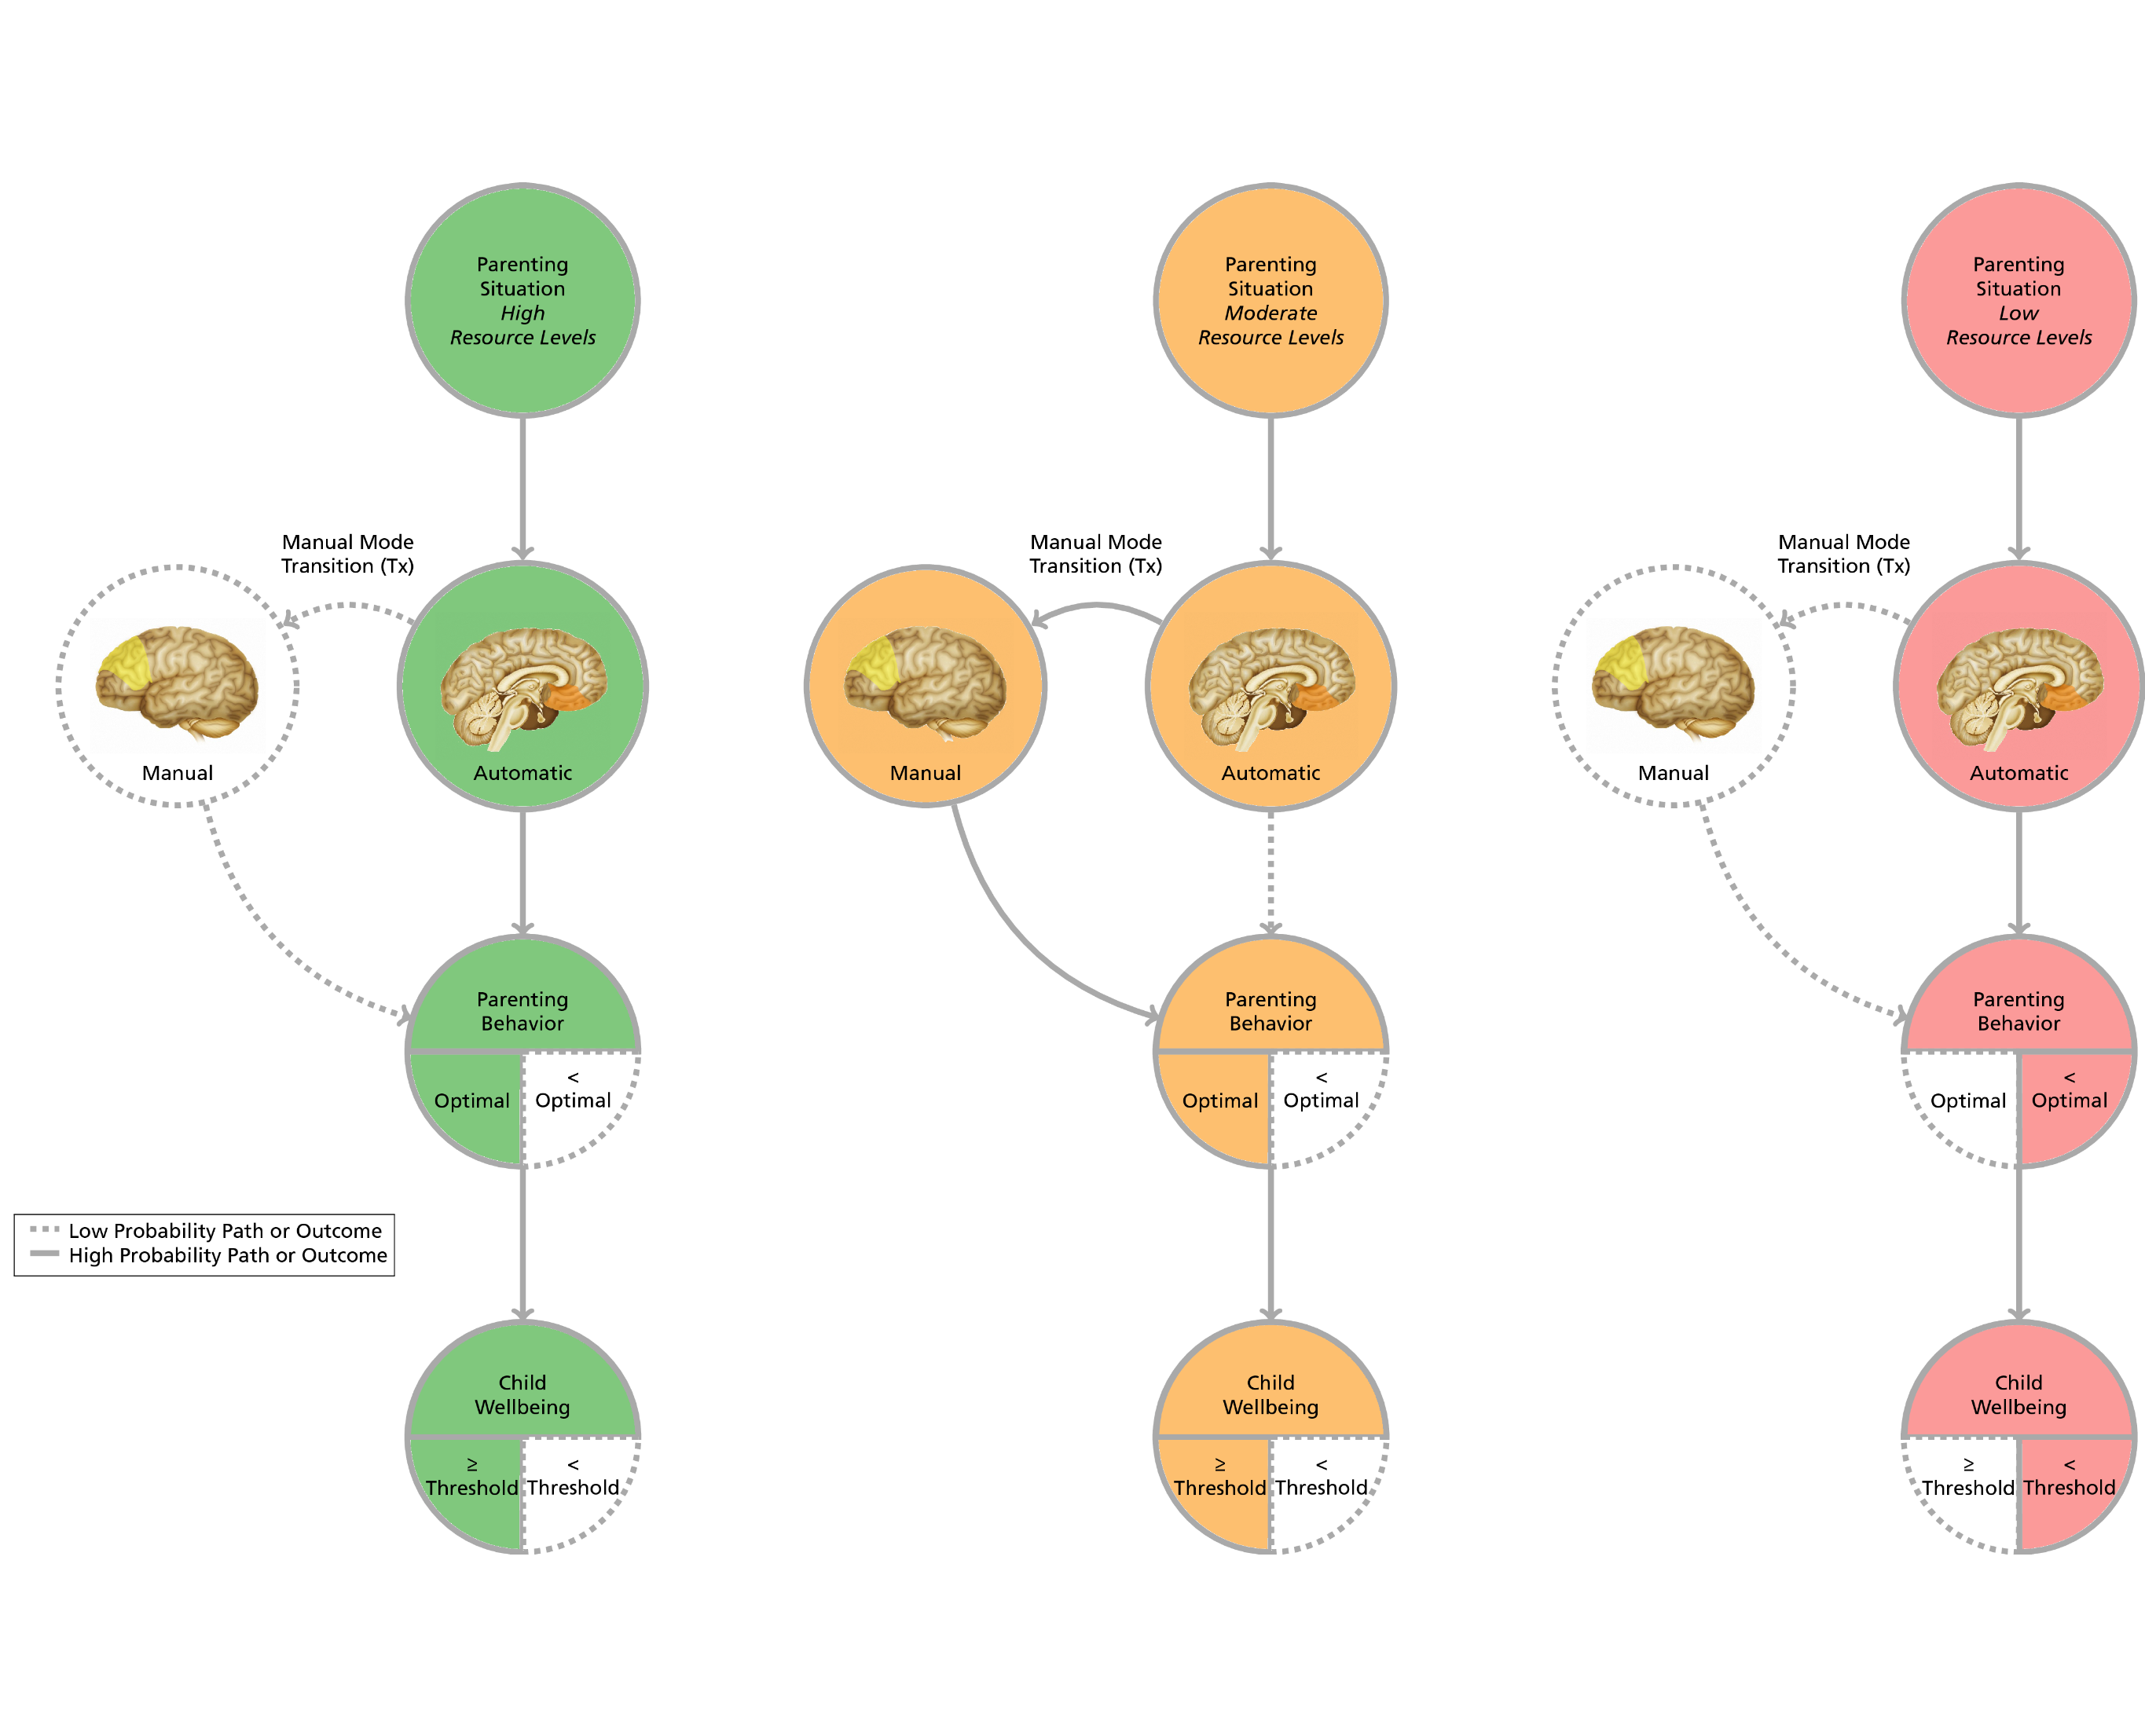 Parenting
Situation
High
Resource Levels
Manual Mode
Transition (Tx)
Manual
Automatic
Parenting
Behavior
Optimal
<
Optimal
Low Probability Path or Outcome
High Probability Path or Outcome
Child
Wellbeing
≥
Threshold
<
Threshold
Parenting
Situation
Moderate
Resource Levels
Manual Mode
Transition (Tx)
Manual
Automatic
Parenting
Behavior
Optimal
<
Optimal
Child
Wellbeing
≥
Threshold
<
Threshold
Parenting
Situation
Low
Resource Levels
Manual Mode
Transition (Tx)
Manual
Automatic
Parenting
Behavior
Optimal
<
Optimal
Child
Wellbeing
≥
Threshold
<
Threshold